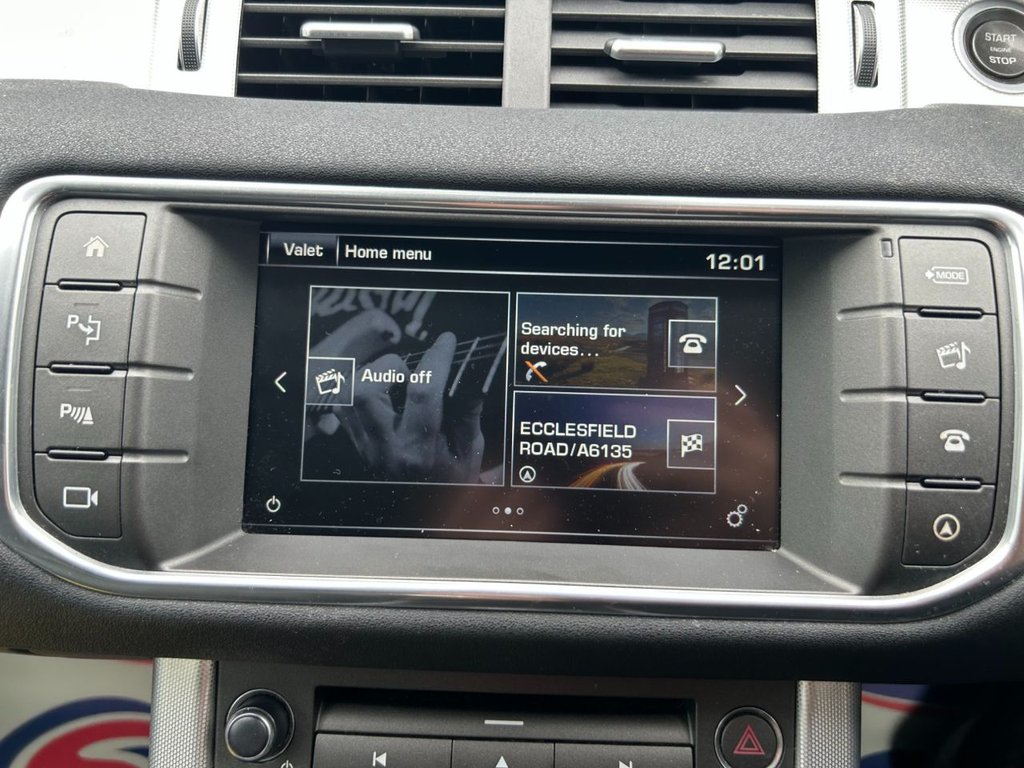 START
ENGINE
STOP
Valet Home menu 12:01
P
P
Audio off
Searching for
devices...
ECCLESFIELD
ROAD/A6135
MODE